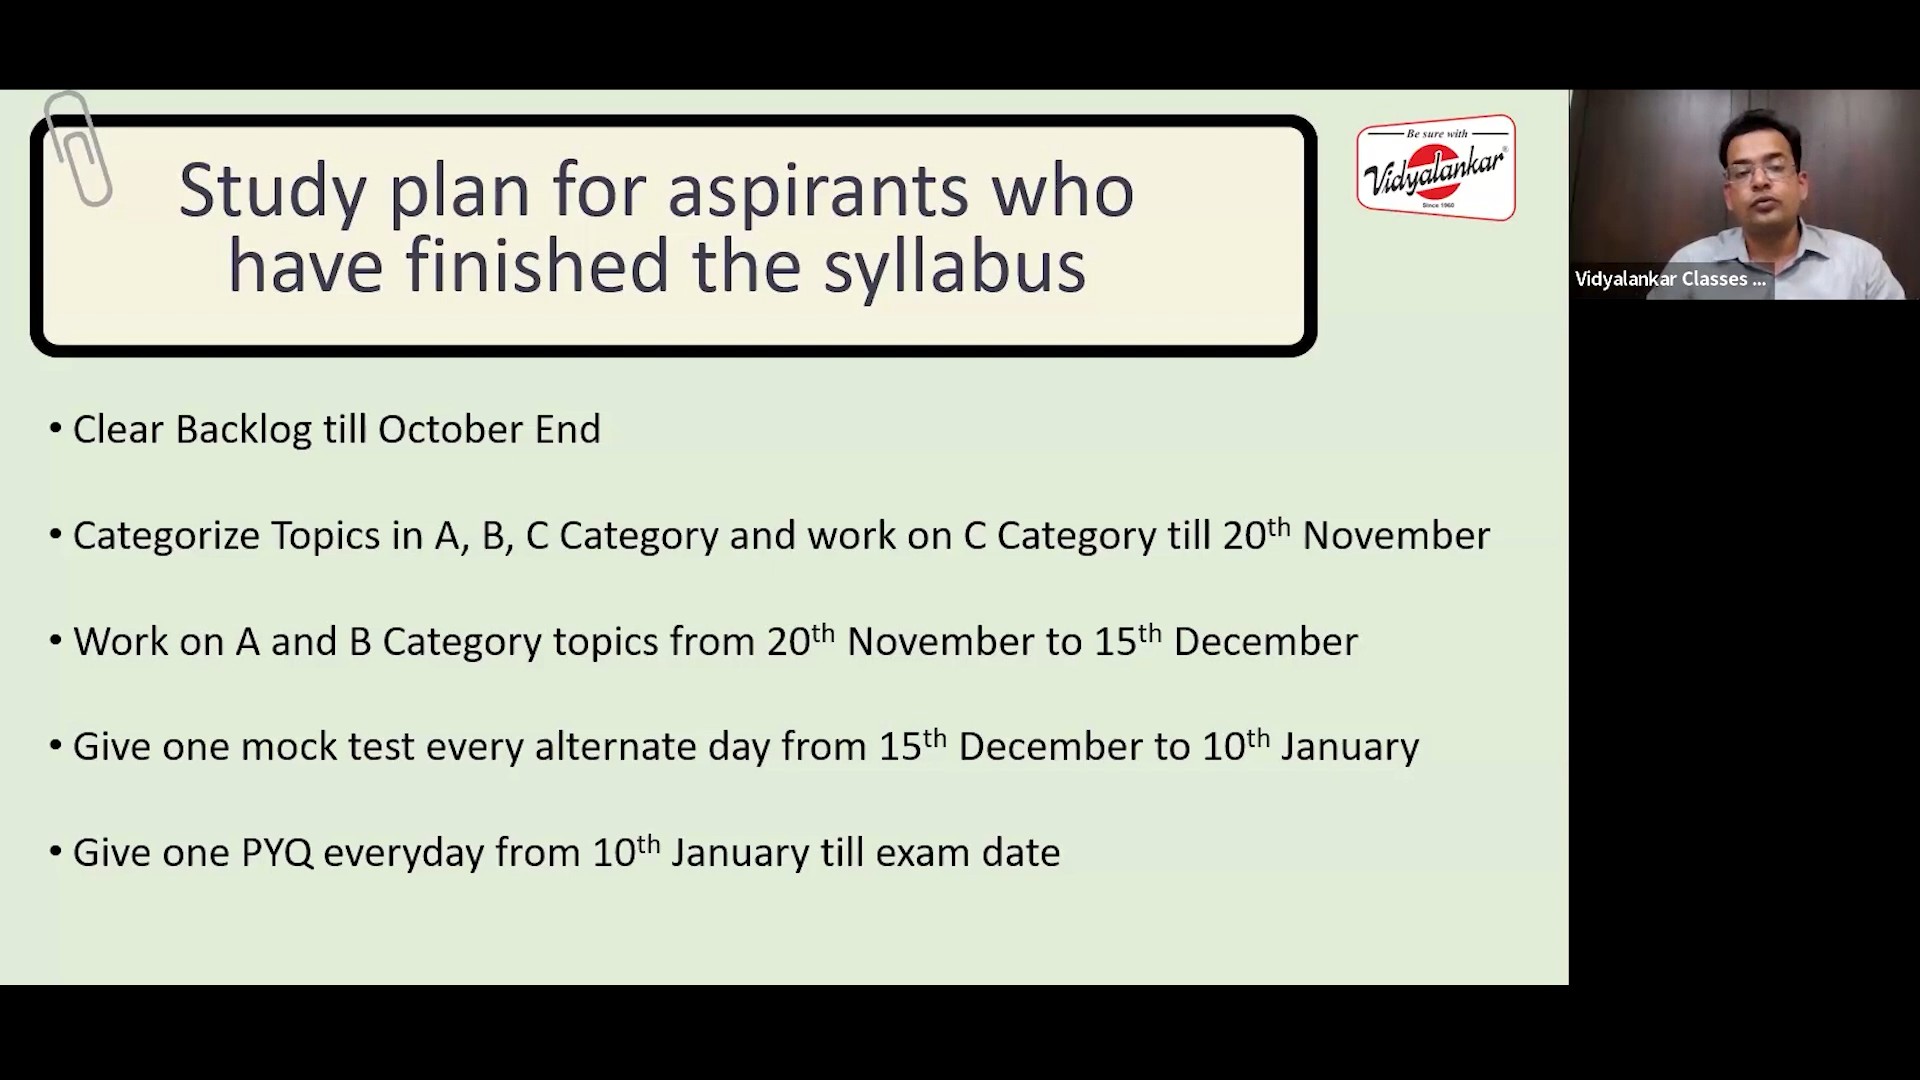 Study plan for aspirants who
have finished the syllabus
Be sure with
Vidyalankar®
Since 1960
Vidyalankar Classes ...
• Clear Backlog till October End
• Categorize Topics in A, B, C Category and work on C Category till 20th November
• Work on A and B Category topics from 20th November to 15th December
• Give one mock test every alternate day from 15th December to 10th January
• Give one PYQ everyday from 10th January till exam date